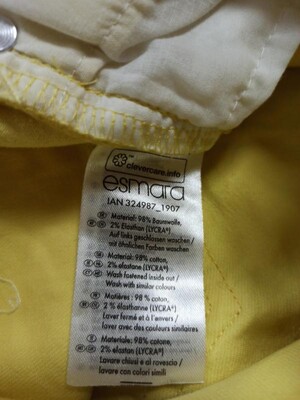 clevercare.info
esmara
IAN 324987_1907
Material: 98% Baumwolle,
2% Elasthan (LYCRA®)
Auf links geschlossen waschen /
mit ähnlichen Farben waschen
Material: 98% cotton,
2% elastane (LYCRA®)
Wash fastened inside out /
Wash with similar colours
Matières: 98 % coton,
2 % élasthanne (LYCRA®)
Laver fermé et à l'envers /
laver avec des couleurs similaires
Materiale: 98% cotone,
2% elastan (LYCRA®)
Lavare chiusi e al rovescio /
lavare con colori simili